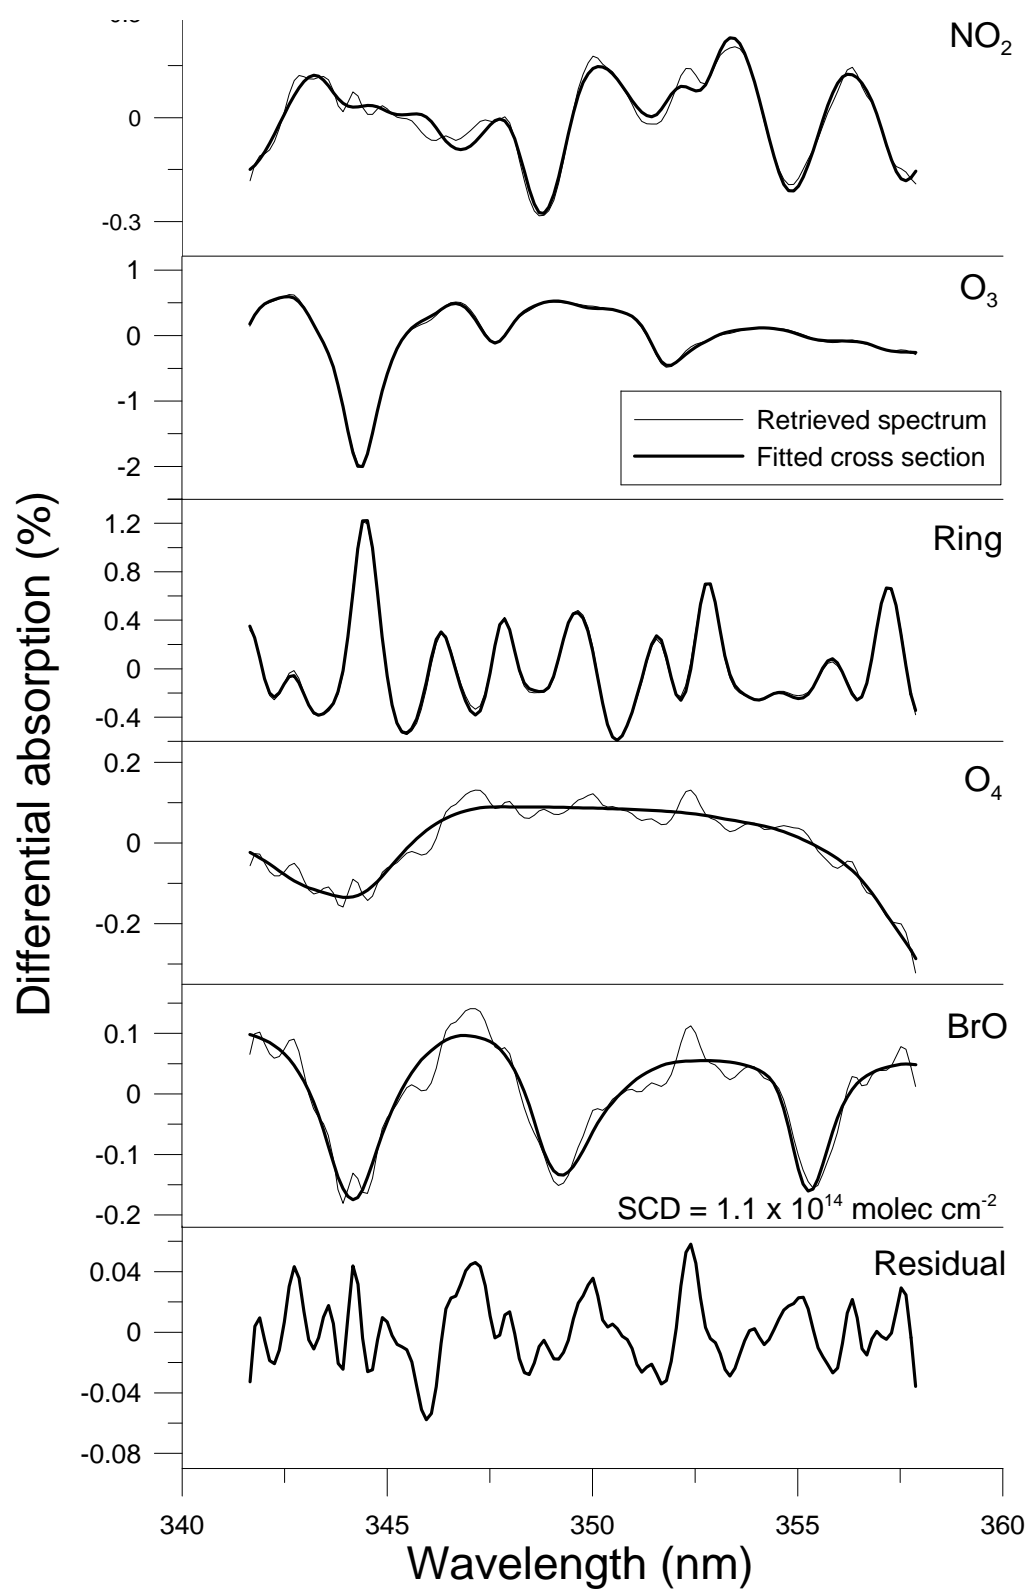 NO2
0
-0.3
1
O3
0
-1
Retrieved spectrum
Fitted cross section
-2
1.2
Ring
0.8
0.4
0
-0.4
0.2
O4
0
-0.2
Differential absorption (%)
BrO
0.1
0
-0.1
-0.2
SCD = 1.1 x 10^14 molec cm^-2
Residual
0.04
0
-0.04
-0.08
340 345 350 355 360
Wavelength (nm)